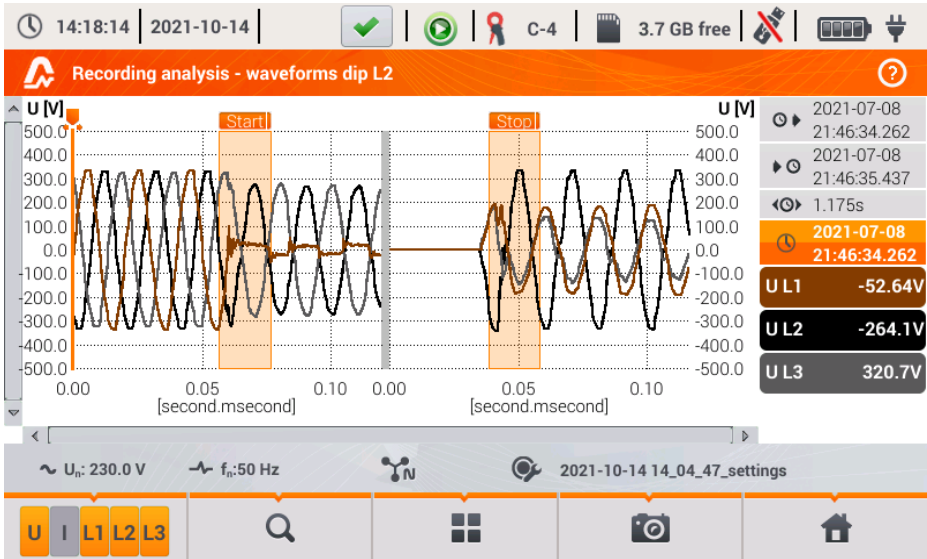 14:18:14 2021-10-14 C-4 3.7 GB free
Recording analysis - waveforms dip L2 ?
U [V] Start Stop U [V]
500.0 500.0
400.0 400.0
300.0 300.0
200.0 200.0
100.0 100.0
0.0 0.0
-100.0 -100.0
-200.0 -200.0
-300.0 -300.0
-400.0 -400.0
-500.0 -500.0
0.00 0.05 0.10 0.00 0.05 0.10
[second.msecond] [second.msecond]
2021-07-08
21:46:34.262
2021-07-08
21:46:35.437
1.175s
2021-07-08
21:46:34.262
U L1 -52.64V
U L2 -264.1V
U L3 320.7V
Un: 230.0 V fn:50 Hz N 2021-10-14 14_04_47_settings
U I L1 L2 L3